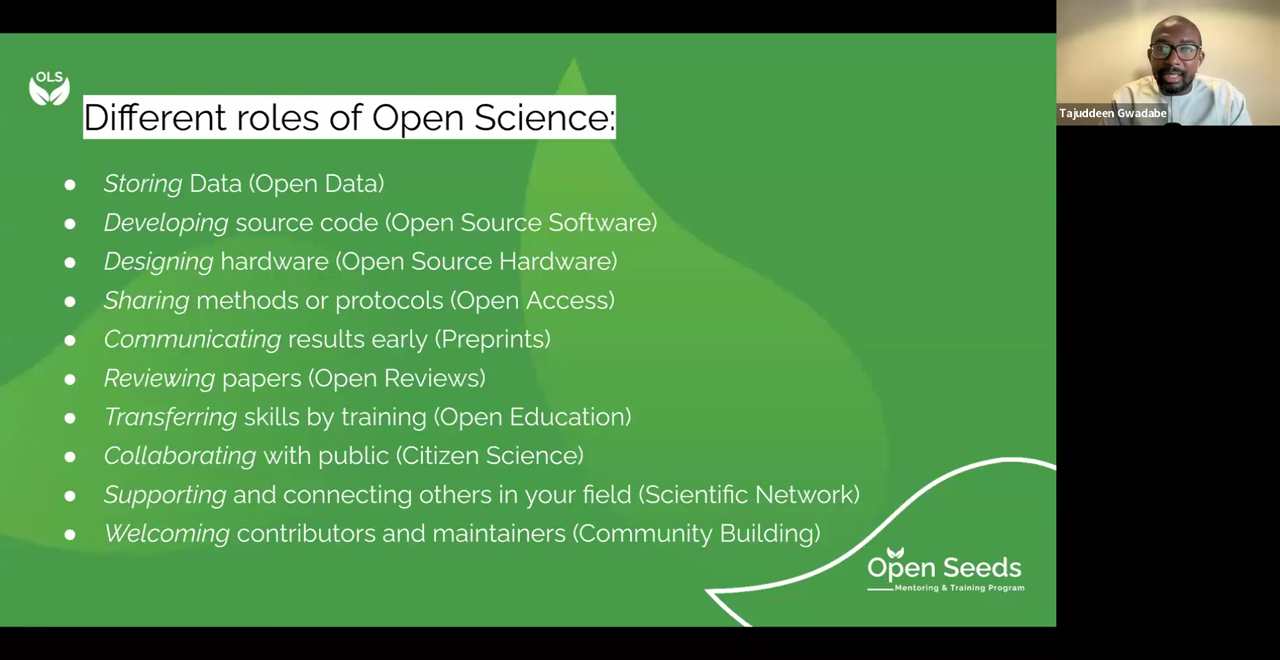 OLS
Different roles of Open Science:
● Storing Data (Open Data)
● Developing source code (Open Source Software)
● Designing hardware (Open Source Hardware)
● Sharing methods or protocols (Open Access)
● Communicating results early (Preprints)
● Reviewing papers (Open Reviews)
● Transferring skills by training (Open Education)
● Collaborating with public (Citizen Science)
● Supporting and connecting others in your field (Scientific Network)
● Welcoming contributors and maintainers (Community Building)
Open Seeds
Mentoring & Training Program
Tajuddeen Gwadabe